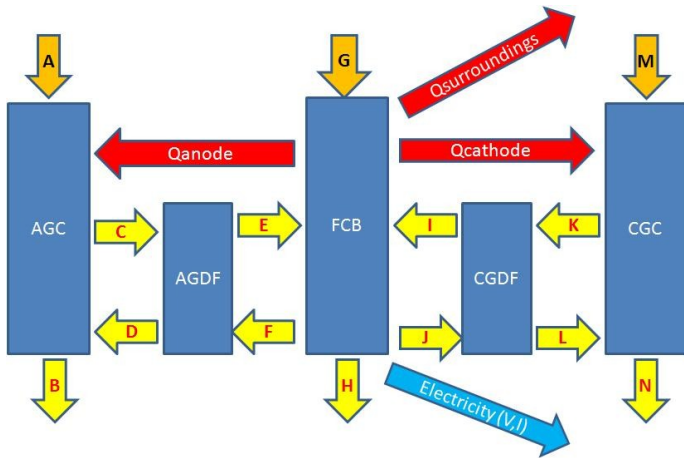 A
G
Qsurroundings
M
Qanode
Qcathode
AGC
C
AGDF
E
FCB
I
CGDF
K
CGC
D
F
J
L
B
H
Electricity (V,I)
N